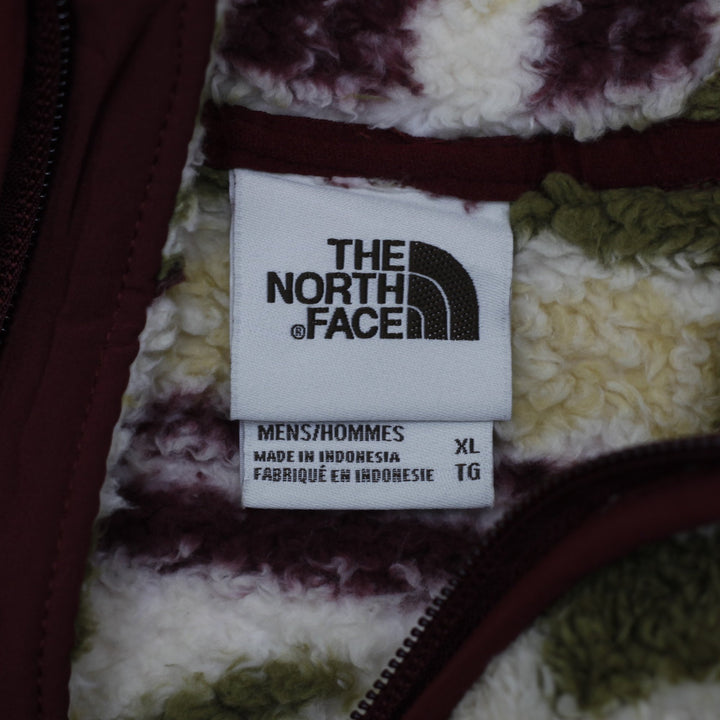 THE
NORTH
® FACE
MENS/HOMMES XL
MADE IN INDONESIA
FABRIQUÉ EN INDONESIE TG